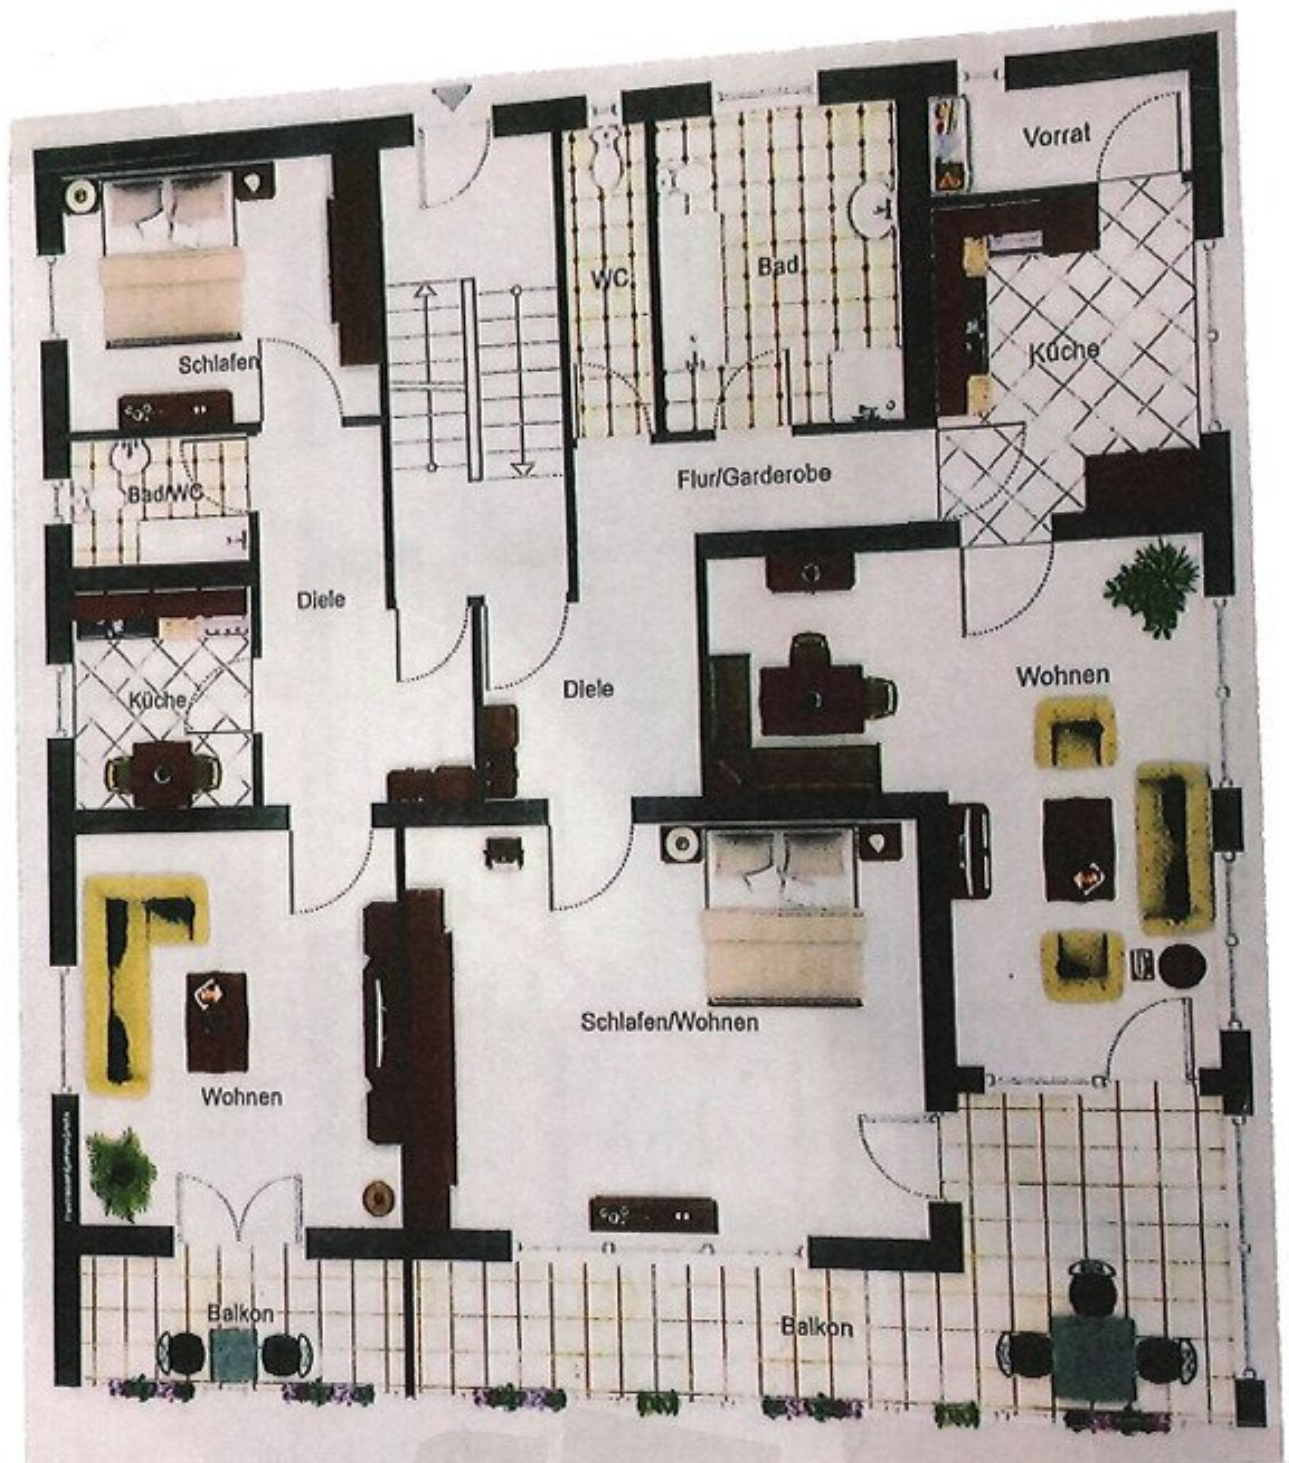 Vorrat
WC
Bad
Küche
Schlafen
Flur/Garderobe
Bad/WC
Diele
Küche
Diele
Wohnen
Schlafen/Wohnen
Wohnen
Balkon
Balkon